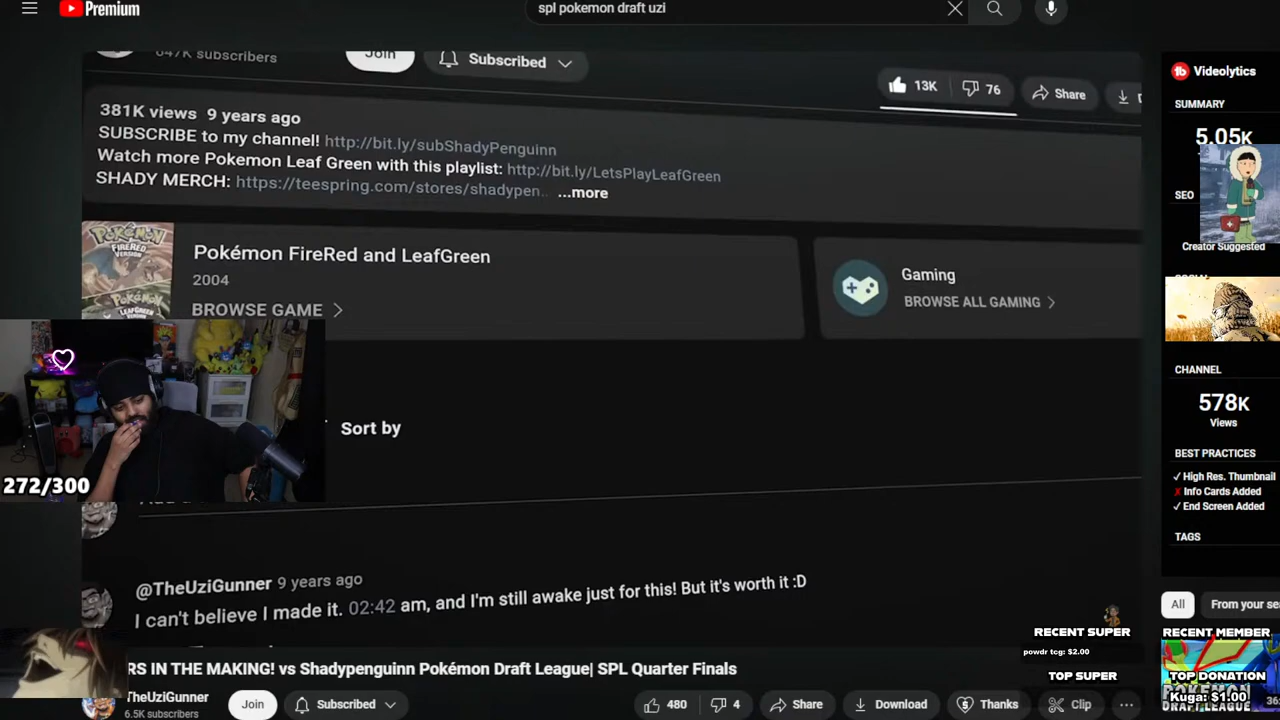 Premium
spl pokemon draft uzi
647K subscribers
Join
Subscribed
13K
76
Share
381K views 9 years ago
SUBSCRIBE to my channel! http://bit.ly/subShadyPenguinn
Watch more Pokemon Leaf Green with this playlist: http://bit.ly/LetsPlayLeafGreen
SHADY MERCH: https://teespring.com/stores/shadypen... ...more
POKéMON
FIRERED
VERSION
POKéMON
Pokémon FireRed and LeafGreen
2004
BROWSE GAME
Gaming
BROWSE ALL GAMING
Sort by
272/300
@TheUziGunner 9 years ago
I can't believe I made it. 02:42 am, and I'm still awake just for this! But it's worth it :D
RS IN THE MAKING! vs Shadypenguinn Pokémon Draft League| SPL Quarter Finals
TheUziGunner
6.5K subscribers
Join
Subscribed
480
4
Share
Download
Thanks
Clip
Videolytics
SUMMARY
5.05K
SEO
Creator Suggested
CHANNEL
578K
Views
BEST PRACTICES
✓ High Res. Thumbnail
✗ Info Cards Added
✓ End Screen Added
TAGS
All
From your se
RECENT SUPER
powdr tcg: $2.00
TOP SUPER
RECENT MEMBER
TOP DONATION
Kuga: $1.00
DRAFT LEAGUE